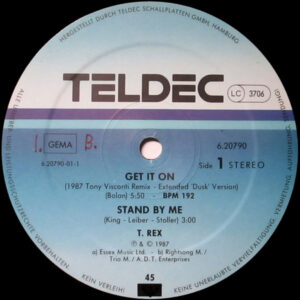 HERGESTELLT DURCH TELDEC SCHALLPLATTEN GMBH, HAMBURG
TELDEC
LC 3706
1. GEMA B.
6.20790
6.20790-01-1
Side 1 STEREO
GET IT ON
(1987 Tony Visconti Remix - Extended 'Dusk' Version)
(Bolan) 5:50 - BPM 192
STAND BY ME
(King - Leiber - Stoller) 3:00
T. REX
℗ & © 1987
a) Essex Music Ltd. - b) Rightsong M./
Trio M./A.D.T. Enterprises
45
KEIN VERLEIH! KEINE UNERLAUBTE VERVIELFÄLTIGUNG,